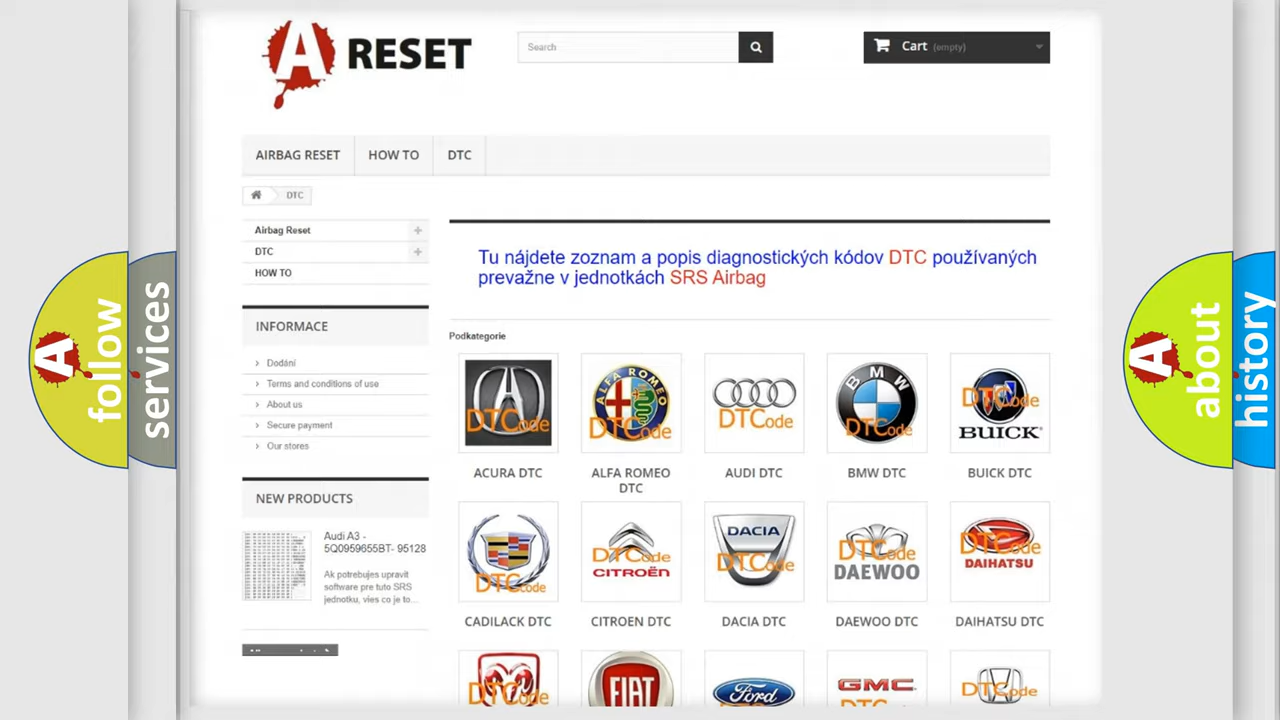 A RESET
Search
Cart (empty)
AIRBAG RESET
HOW TO
DTC
DTC
Airbag Reset
DTC
HOW TO
INFORMACE
Dodání
Terms and conditions of use
About us
Secure payment
Our stores
NEW PRODUCTS
Audi A3 -
5Q0959655BT- 95128
Ak potrebujes upravit
software pre tuto SRS
jednotku, vies co je to...
Tu nájdete zoznam a popis diagnostických kódov DTC používaných
prevažne v jednotkách SRS Airbag
Podkategorie
DTCode
ALFA ROMEO
DTCode
DTCode
BMW
DTCode
DTCode
BUICK
ACURA DTC
ALFA ROMEO
DTC
AUDI DTC
BMW DTC
BUICK DTC
DTCode
DTCode
CITROËN
DACIA
DTCode
DTCode
DAEWOO
DTCode
DAIHATSU
CADILACK DTC
CITROEN DTC
DACIA DTC
DAEWOO DTC
DAIHATSU DTC
DTCode
FIAT
Ford
GMC
DTCode
A follow
services
A about
history